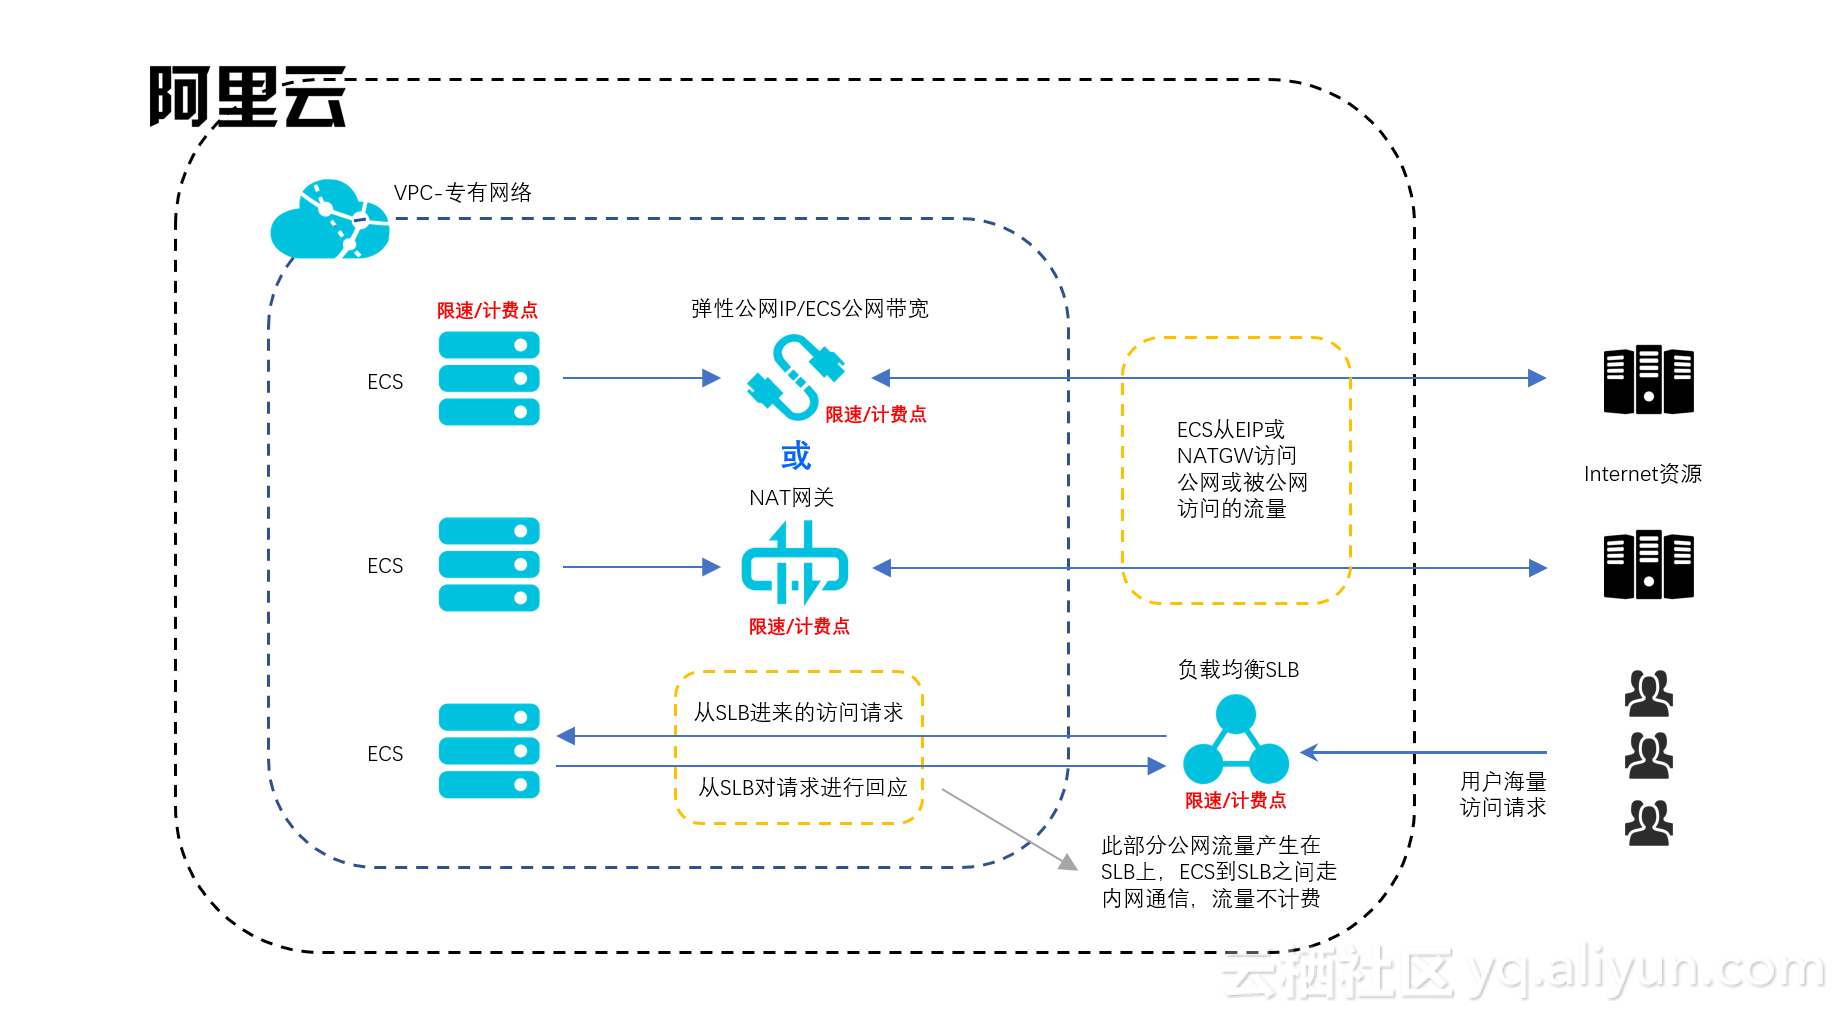 阿里云
VPC-专有网络
限速/计费点
弹性公网IP/ECS公网带宽
ECS
限速/计费点
或
NAT网关
ECS从EIP或
NATGW访问
公网或被公网
访问的流量
Internet资源
ECS
限速/计费点
负载均衡SLB
从SLB进来的访问请求
ECS
从SLB对请求进行回应
限速/计费点
用户海量
访问请求
此部分公网流量产生在
SLB上，ECS到SLB之间走
内网通信，流量不计费
云栖社区 yq.aliyun.com